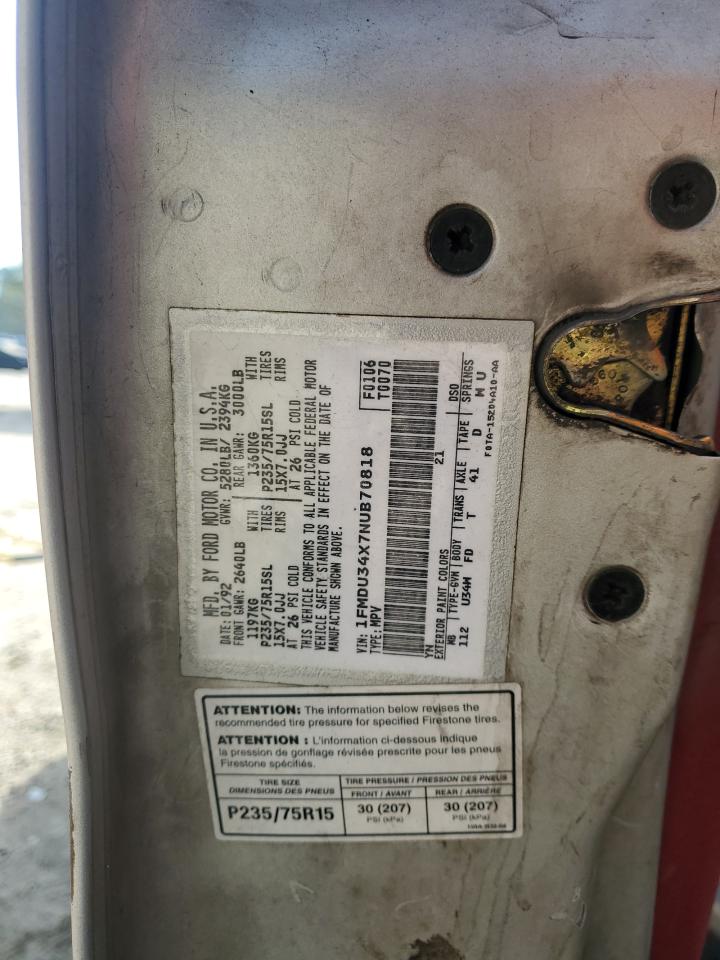 MFD. BY FORD MOTOR CO. IN U.S.A.
DATE: 01/92 GVWR: 5280LB/ 2394KG
FRONT GAWR: 2640LB REAR GAWR: 3000LB
1197KG WITH 1360KG WITH
P235/75R15SL TIRES P235/75R15SL TIRES
15X7.0JJ RIMS 15X7.0JJ RIMS
AT 26 PSI COLD AT 26 PSI COLD
THIS VEHICLE CONFORMS TO ALL APPLICABLE FEDERAL MOTOR
VEHICLE SAFETY STANDARDS IN EFFECT ON THE DATE OF
MANUFACTURE SHOWN ABOVE.
VIN: 1FMDU34X7NUB70818 F0106
TYPE: MPV T0070
YN 21
EXTERIOR PAINT COLORS DSO
WB TYPE-GVM BODY TRANS AXLE TAPE SPRINGS
112 U34M FD T 41 D M U
F0TA-15204A10-AA
ATTENTION: The information below revises the
recommended tire pressure for specified Firestone tires.
ATTENTION : L'information ci-dessous indique
la pression de gonflage révisée prescrite pour les pneus
Firestone spécifiés.
TIRE SIZE TIRE PRESSURE / PRESSION DES PNEUS
DIMENSIONS DES PNEUS FRONT / AVANT REAR / ARRIÈRE
P235/75R15 30 (207) 30 (207)
PSI (kPa) PSI (kPa)